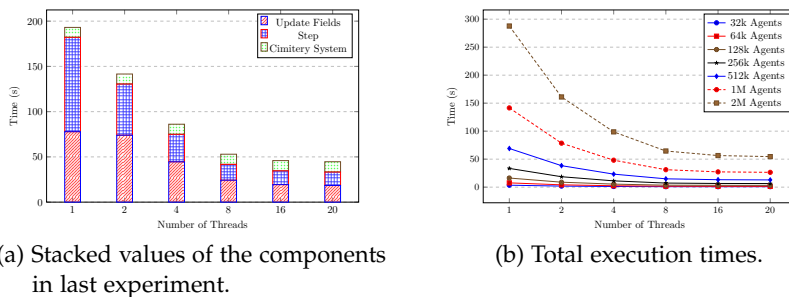 200
150
100
50
0
Time (s)
1 2 4 8 16 20
Number of Threads
Update Fields
Step
Cimitery System
300
250
200
150
100
50
0
Time (s)
1 2 4 8 16 20
Number of Threads
32k Agents
64k Agents
128k Agents
256k Agents
512k Agents
1M Agents
2M Agents
(a) Stacked values of the components
in last experiment.
(b) Total execution times.